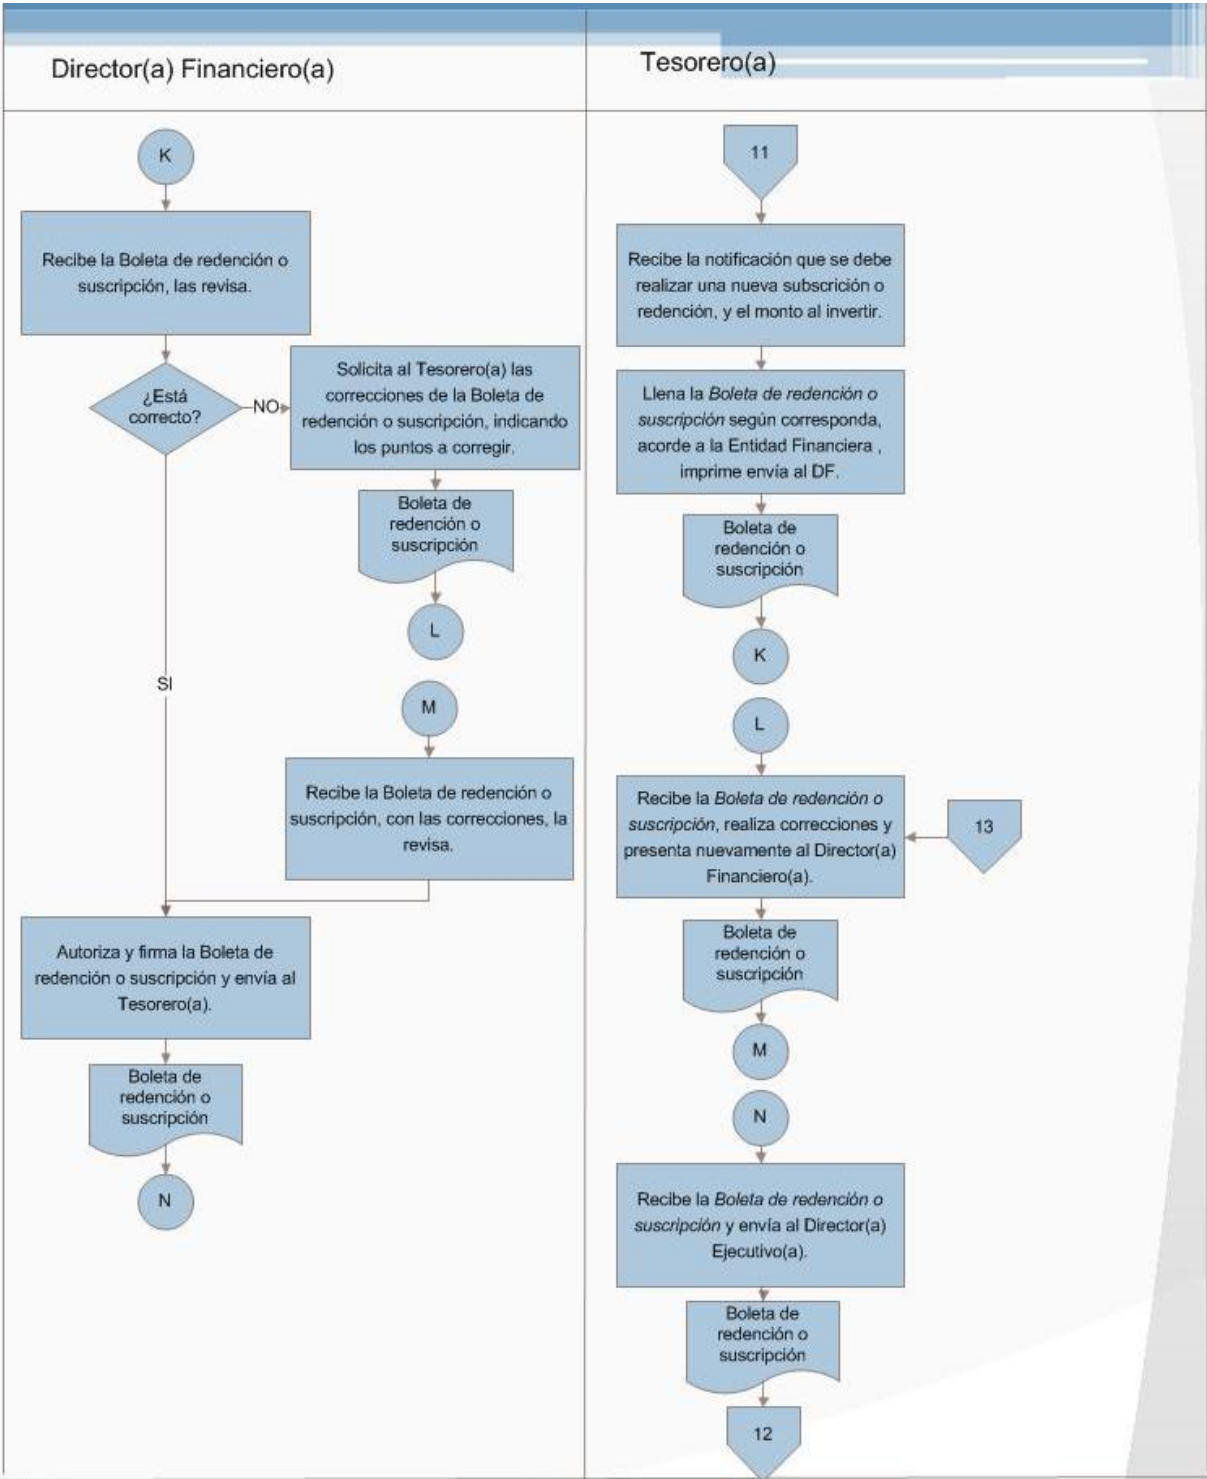 Director(a) Financiero(a)
K
Recibe la Boleta de redención o
suscripción, las revisa.
¿Está
correcto?
NO
Solicita al Tesorero(a) las
correcciones de la Boleta de
redención o suscripción, indicando
los puntos a corregir.
Boleta de
redención o
suscripción
L
SI
M
Recibe la Boleta de redención o
suscripción, con las correcciones, la
revisa.
Autoriza y firma la Boleta de
redención o suscripción y envía al
Tesorero(a).
Boleta de
redención o
suscripción
N
Tesorero(a)
11
Recibe la notificación que se debe
realizar una nueva subscrición o
redención, y el monto al invertir.
Llena la Boleta de redención o
suscripción según corresponda,
acorde a la Entidad Financiera ,
imprime envía al DF.
Boleta de
redención o
suscripción
K
L
Recibe la Boleta de redención o
suscripción, realiza correcciones y
presenta nuevamente al Director(a)
Financiero(a).
13
Boleta de
redención o
suscripción
M
N
Recibe la Boleta de redención o
suscripción y envía al Director(a)
Ejecutivo(a).
Boleta de
redención o
suscripción
12